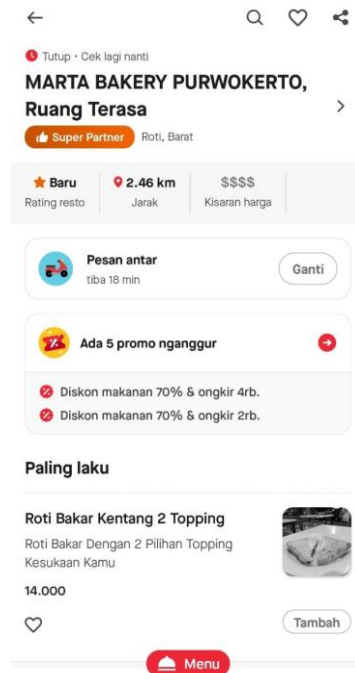 Tutup · Cek lagi nanti
MARTA BAKERY PURWOKERTO,
Ruang Terasa
Super Partner Roti, Barat
Baru 2.46 km $$$$
Rating resto Jarak Kisaran harga
Pesan antar
tiba 18 min
Ganti
Ada 5 promo nganggur
Diskon makanan 70% & ongkir 4rb.
Diskon makanan 70% & ongkir 2rb.
Paling laku
Roti Bakar Kentang 2 Topping
Roti Bakar Dengan 2 Pilihan Topping
Kesukaan Kamu
14.000
Tambah
Menu